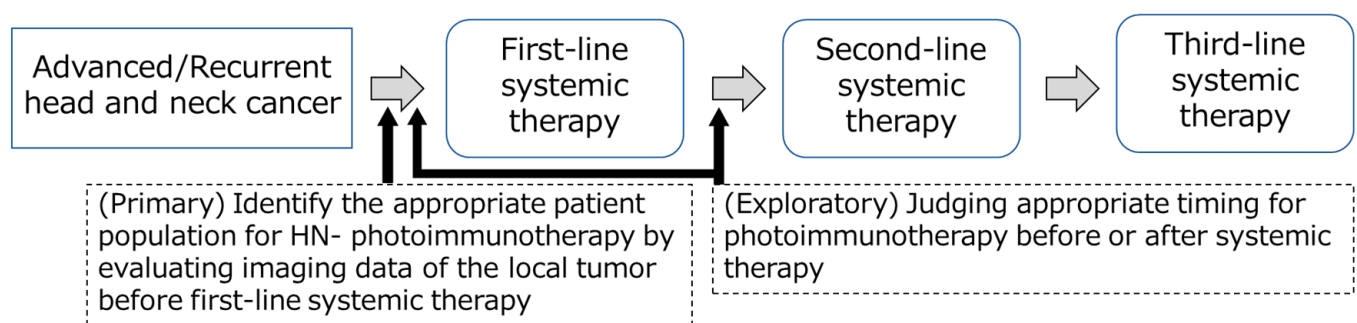 Advanced/Recurrent
head and neck cancer
First-line
systemic
therapy
Second-line
systemic
therapy
Third-line
systemic
therapy
(Primary) Identify the appropriate patient
population for HN- photoimmunotherapy by
evaluating imaging data of the local tumor
before first-line systemic therapy
(Exploratory) Judging appropriate timing for
photoimmunotherapy before or after systemic
therapy